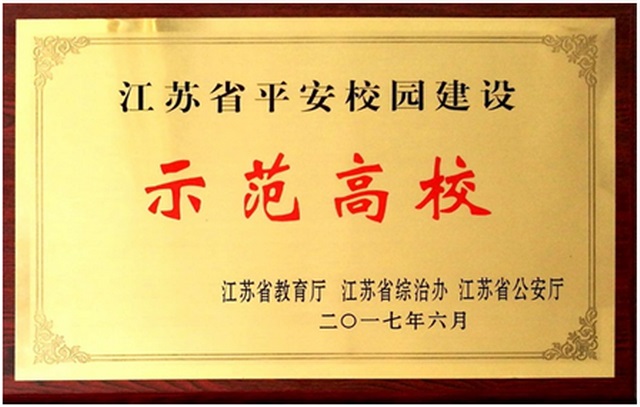 江苏省平安校园建设
示范高校
江苏省教育厅 江苏省综治办 江苏省公安厅
二〇一七年六月